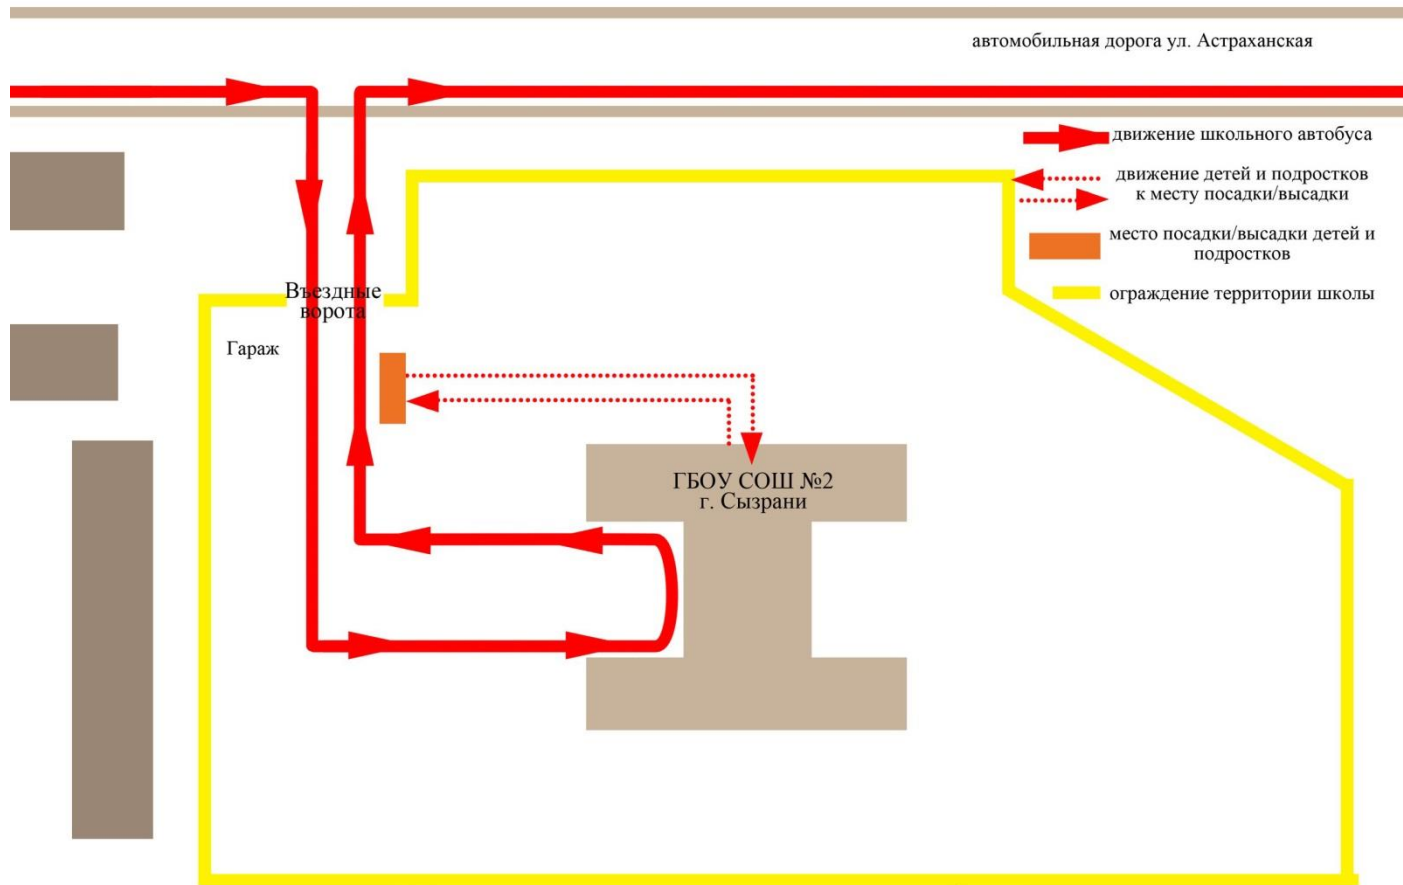 автомобильная дорога ул. Астраханская
движение школьного автобуса
движение детей и подростков
к месту посадки/высадки
место посадки/высадки детей и
подростков
ограждение территории школы
Въездные
ворота
Гараж
ГБОУ СОШ №2
г. Сызрани